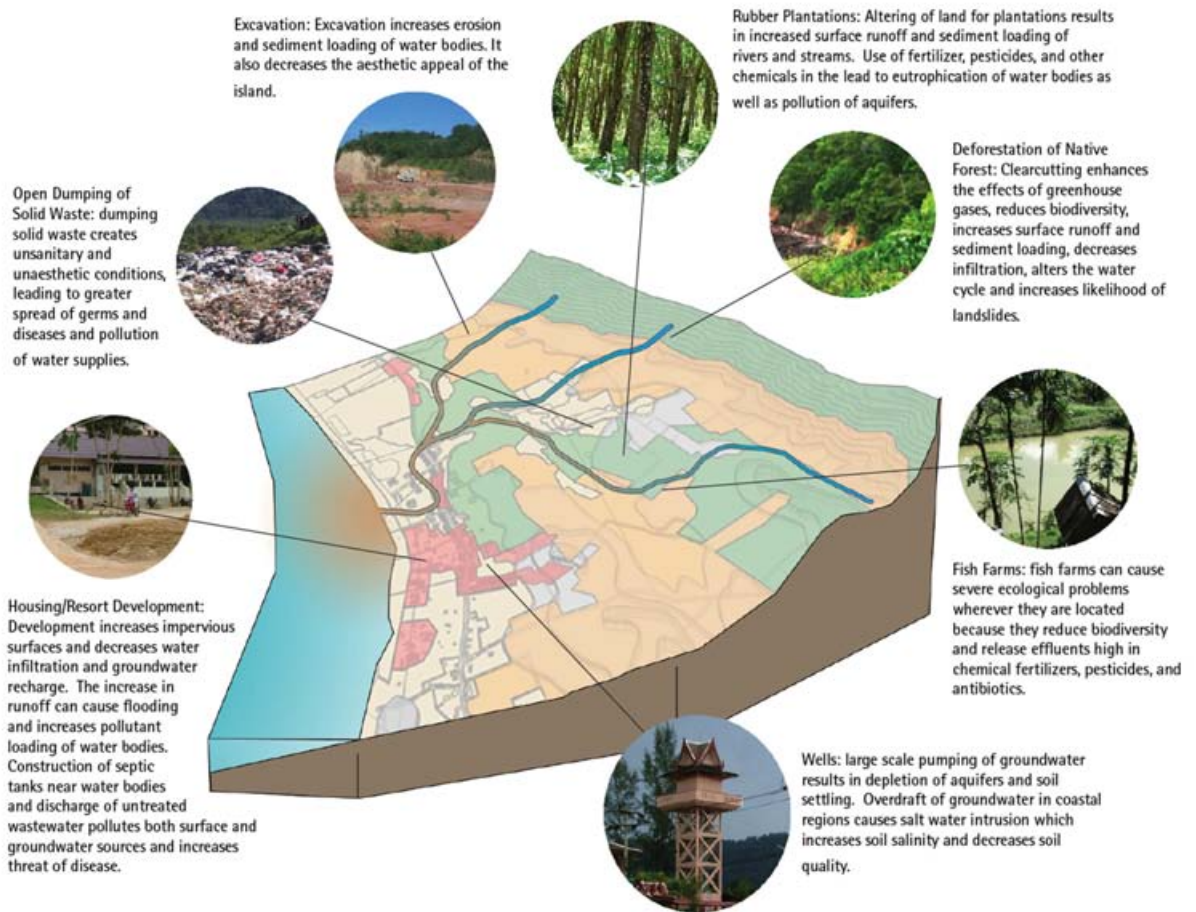 Excavation: Excavation increases erosion
and sediment loading of water bodies. It
also decreases the aesthetic appeal of the
island.
Rubber Plantations: Altering of land for plantations results
in increased surface runoff and sediment loading of
rivers and streams. Use of fertilizer, pesticides, and other
chemicals in the lead to eutrophication of water bodies as
well as pollution of aquifers.
Deforestation of Native
Forest: Clearcutting enhances
the effects of greenhouse
gases, reduces biodiversity,
increases surface runoff and
sediment loading, decreases
infiltration, alters the water
cycle and increases likelihood of
landslides.
Open Dumping of
Solid Waste: dumping
solid waste creates
unsanitary and
unaesthetic conditions,
leading to greater
spread of germs and
diseases and pollution
of water supplies.
Housing/Resort Development:
Development increases impervious
surfaces and decreases water
infiltration and groundwater
recharge. The increase in
runoff can cause flooding
and increases pollutant
loading of water bodies.
Construction of septic
tanks near water bodies
and discharge of untreated
wastewater pollutes both surface and
groundwater sources and increases
threat of disease.
Fish Farms: fish farms can cause
severe ecological problems
wherever they are located
because they reduce biodiversity
and release effluents high in
chemical fertilizers, pesticides, and
antibiotics.
Wells: large scale pumping of groundwater
results in depletion of aquifers and soil
settling. Overdraft of groundwater in coastal
regions causes salt water intrusion which
increases soil salinity and decreases soil
quality.